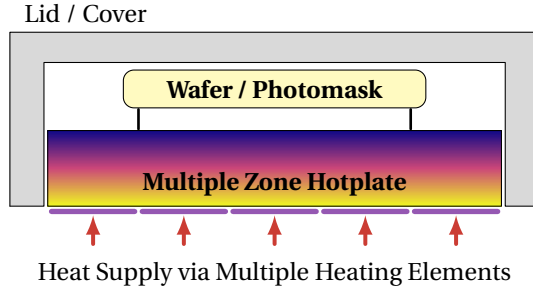 Lid / Cover
Wafer / Photomask
Multiple Zone Hotplate
Heat Supply via Multiple Heating Elements